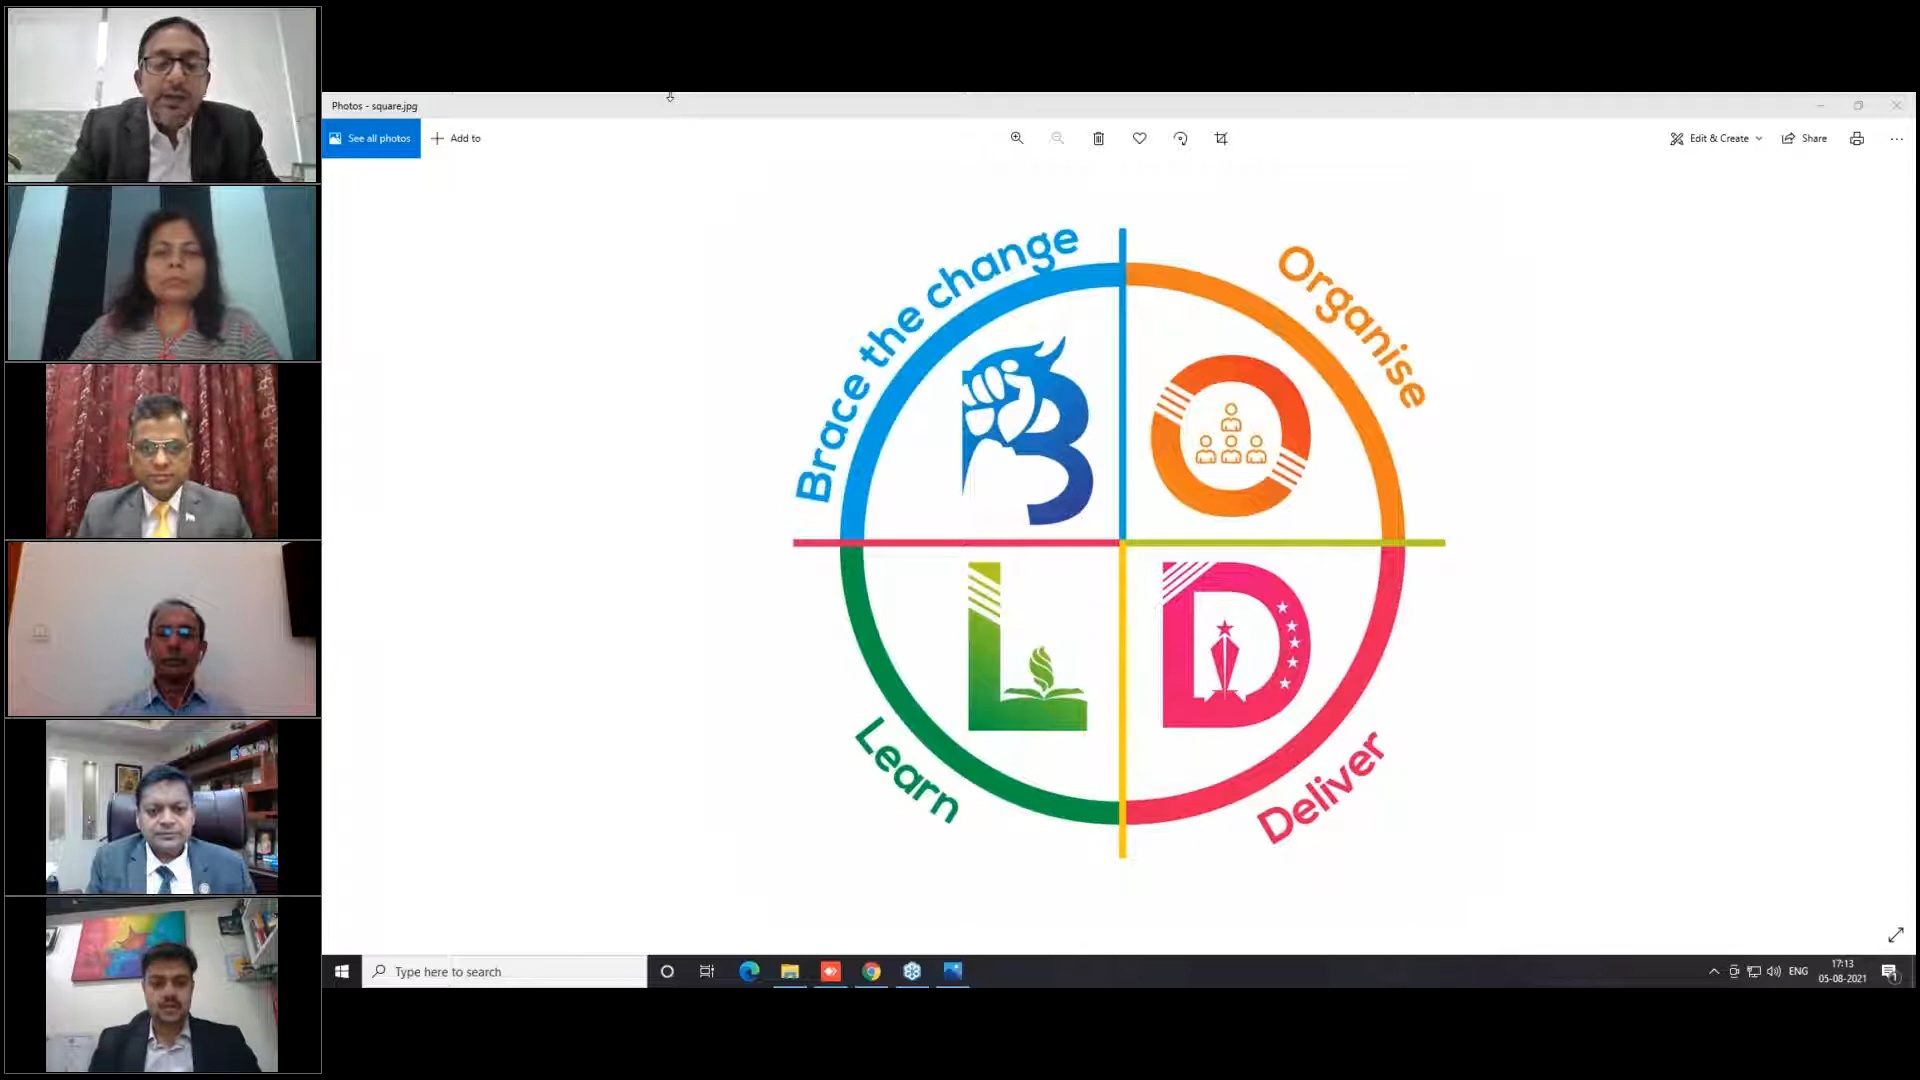 Photos - square.jpg
See all photos
Add to
Edit & Create
Share
Brace the change
Organise
B
O
L
D
Learn
Deliver
Type here to search
ENG
17:13
05-08-2021
1